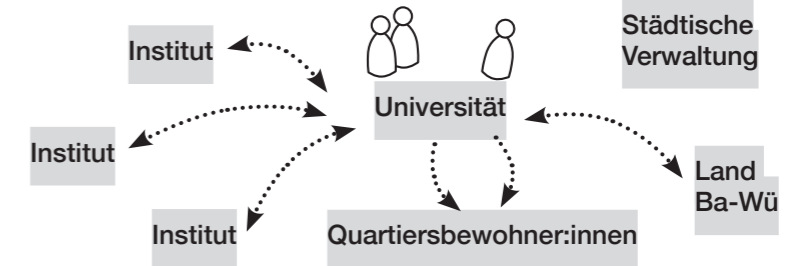 Städtische
Verwaltung
Institut
Universität
Institut
Land
Ba-Wü
Institut
Quartiersbewohner:innen